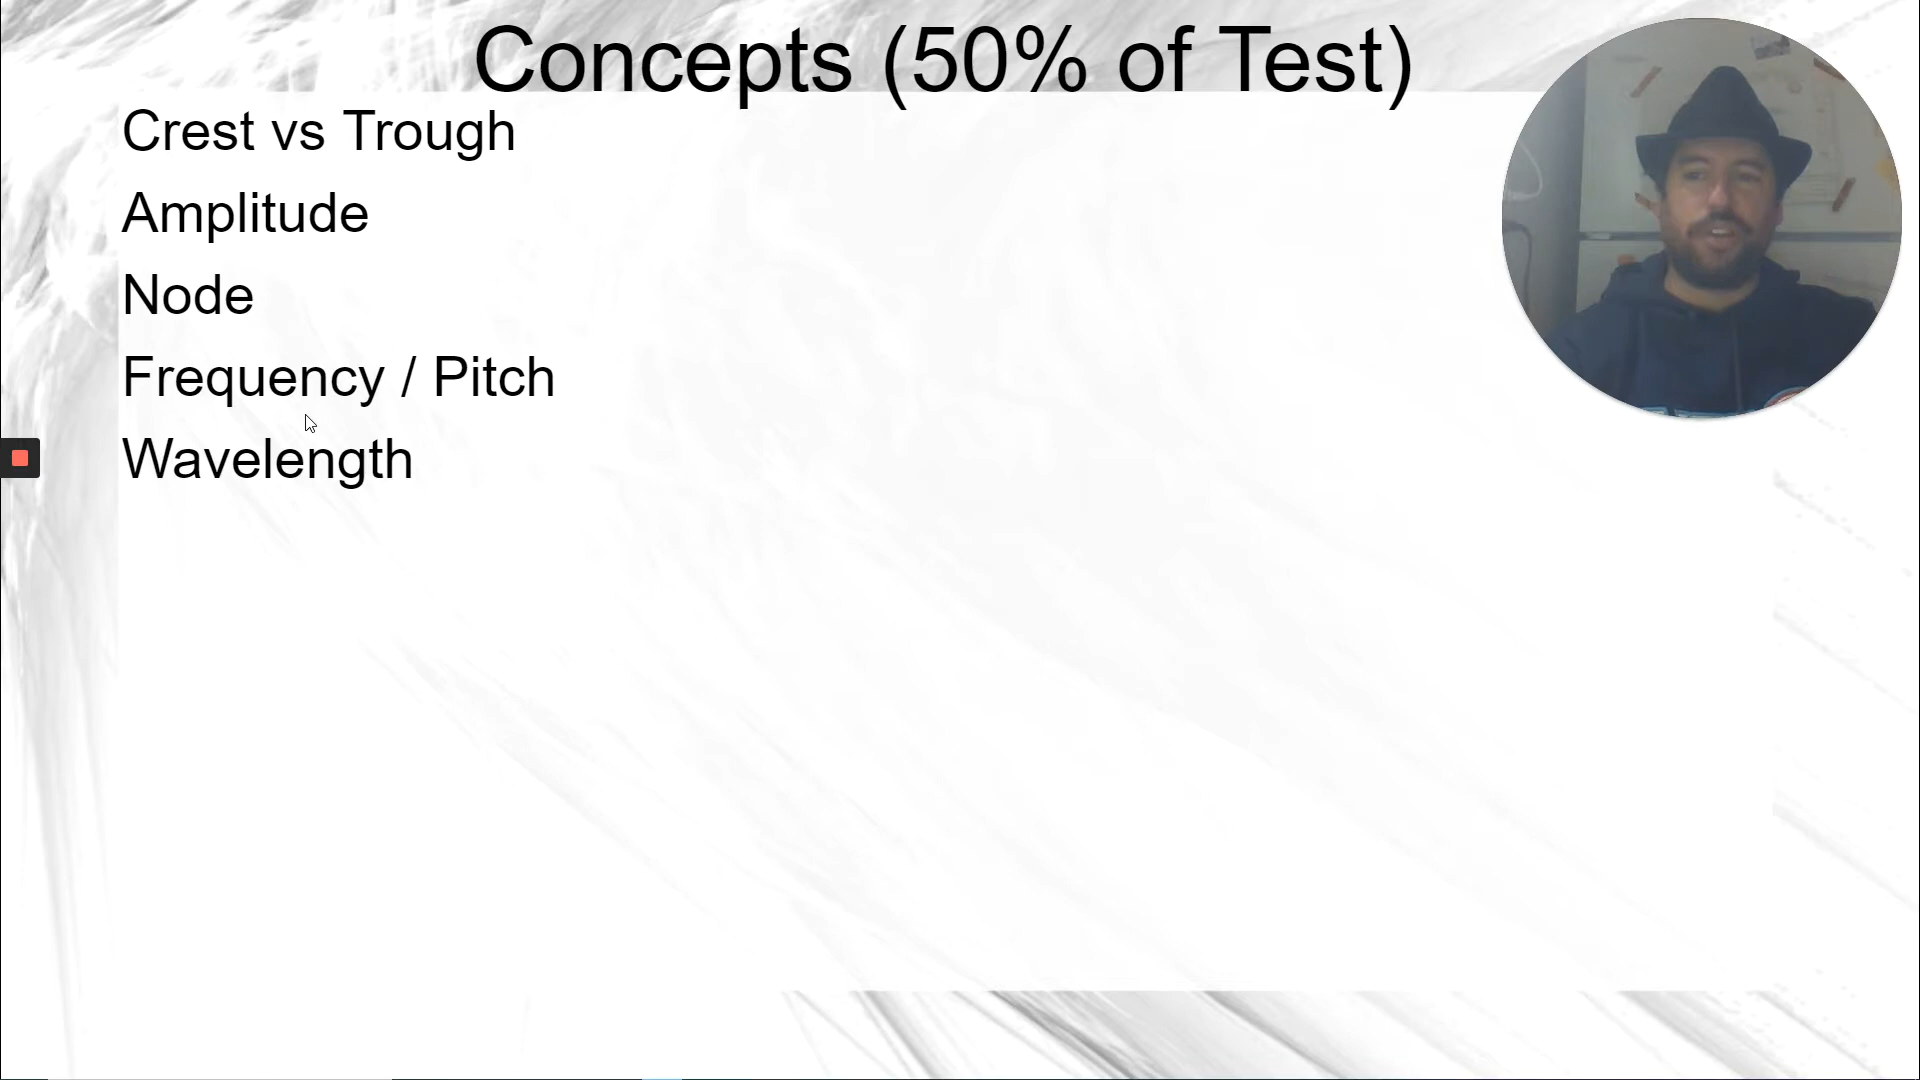 Concepts (50% of Test)
Crest vs Trough
Amplitude
Node
Frequency / Pitch
Wavelength